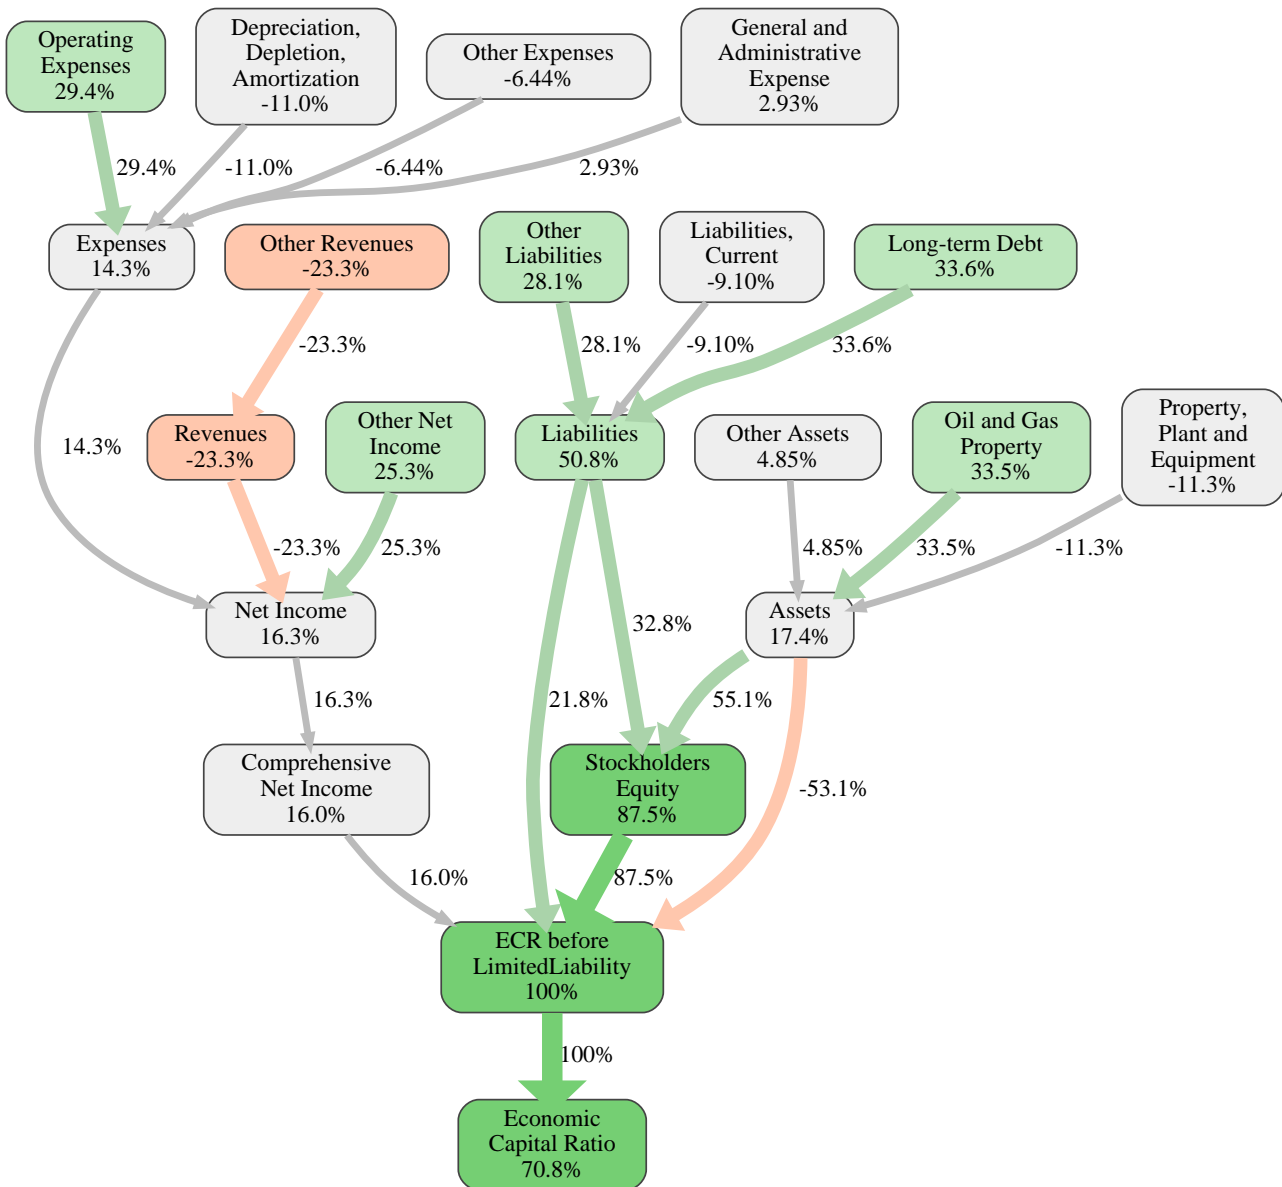 Operating
Expenses
29.4%
Depreciation,
Depletion,
Amortization
-11.0%
Other Expenses
-6.44%
General and
Administrative
Expense
2.93%
29.4%
-11.0%
-6.44%
2.93%
Expenses
14.3%
Other Revenues
-23.3%
Other
Liabilities
28.1%
Liabilities,
Current
-9.10%
Long-term Debt
33.6%
-23.3%
28.1%
-9.10%
33.6%
14.3%
Revenues
-23.3%
Other Net
Income
25.3%
Liabilities
50.8%
Other Assets
4.85%
Oil and Gas
Property
33.5%
Property,
Plant and
Equipment
-11.3%
-23.3%
25.3%
4.85%
33.5%
-11.3%
Net Income
16.3%
32.8%
Assets
17.4%
16.3%
21.8%
55.1%
Comprehensive
Net Income
16.0%
Stockholders
Equity
87.5%
-53.1%
16.0%
87.5%
ECR before
LimitedLiability
100%
100%
Economic
Capital Ratio
70.8%